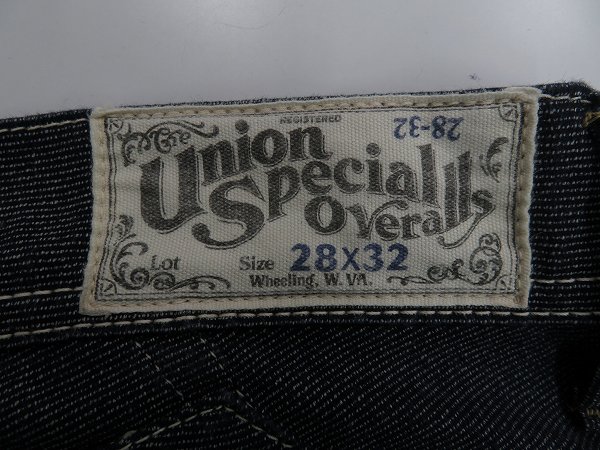 REGISTERED
28-32
The
Union
Special
Overalls
Lot Size 28X32
Wheeling, W. VA.